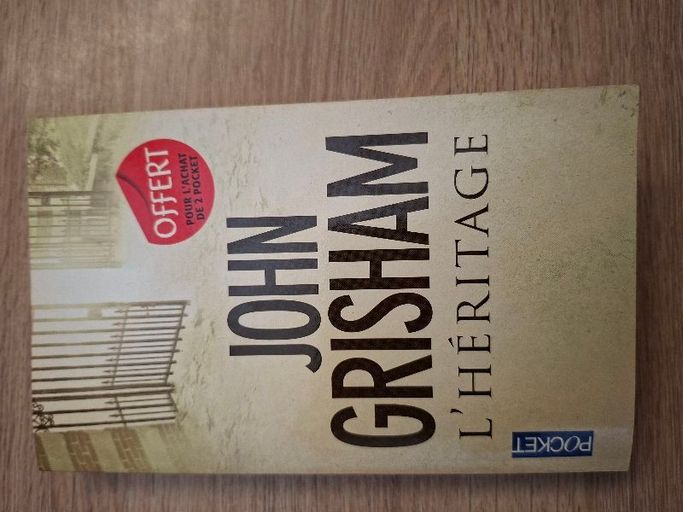 OFFERT
POUR L'ACHAT
DE 2 POCKET
JOHN
GRISHAM
L'HÉRITAGE
POCKET